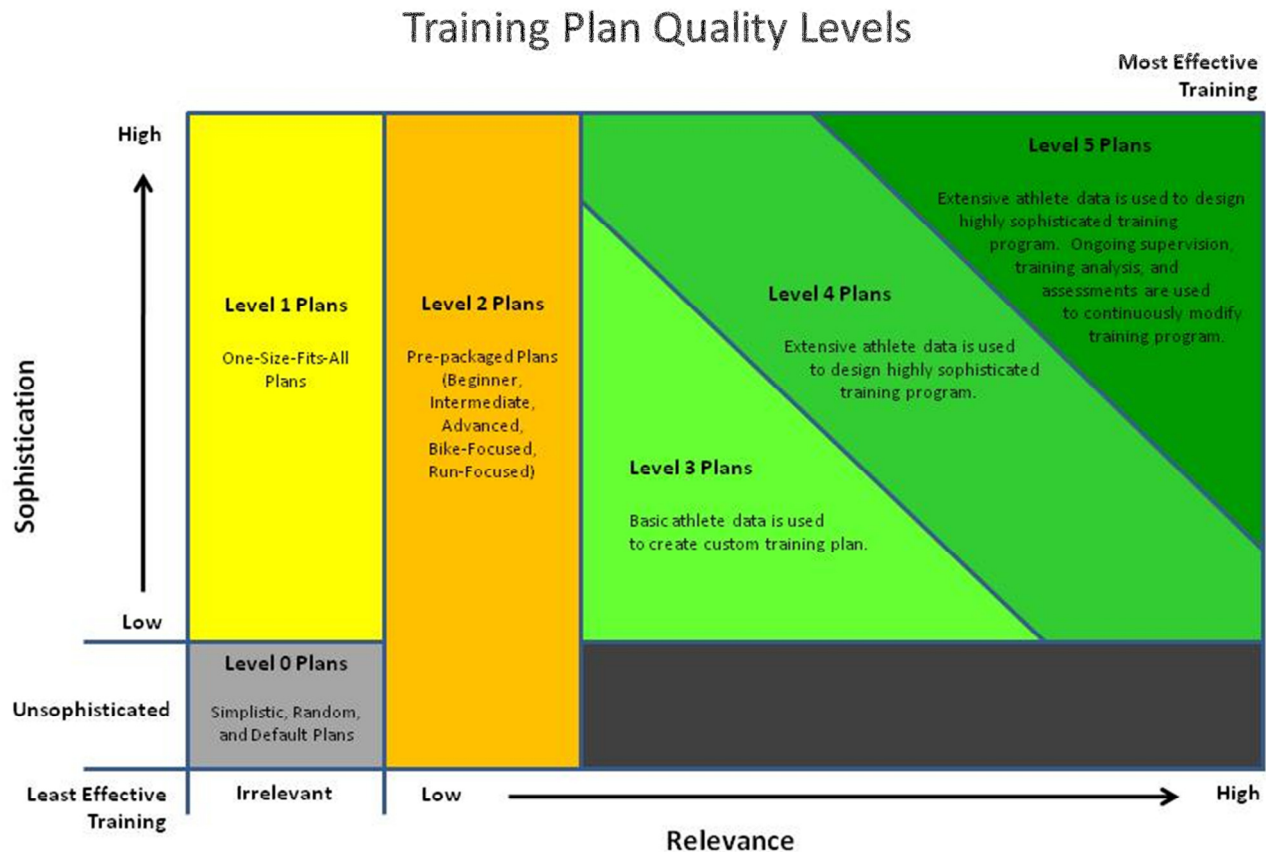 Training Plan Quality Levels
Most Effective
Training
High
Level 5 Plans
Extensive athlete data is used to design
highly sophisticated training
program. Ongoing supervision,
training analysis, and
assessments are used
to continuously modify
training program.
Level 4 Plans
Extensive athlete data is used
to design highly sophisticated
training program.
Level 1 Plans
One-Size-Fits-All
Plans
Level 2 Plans
Pre-packaged Plans
(Beginner,
Intermediate,
Advanced,
Bike-Focused,
Run-Focused)
Level 3 Plans
Basic athlete data is used
to create custom training plan.
Sophistication
Low
Level 0 Plans
Simplistic, Random,
and Default Plans
Unsophisticated
Least Effective
Training
Irrelevant
Low
High
Relevance